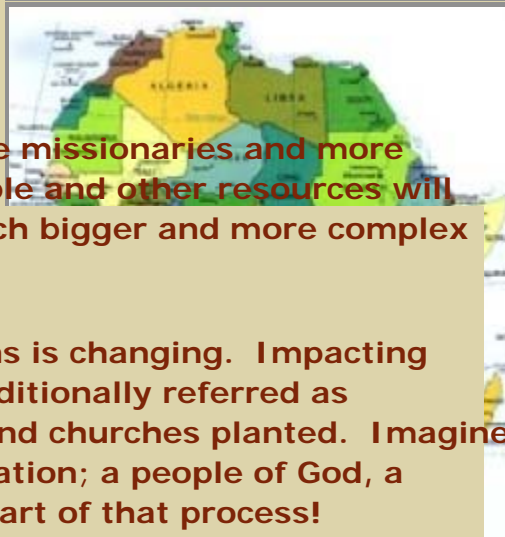 ALGERIA
LIBYA
e missionaries and more
ple and other resources will
ch bigger and more complex
ns is changing.  Impacting
ditionally referred as
nd churches planted.  Imagine
ation; a people of God, a
art of that process!